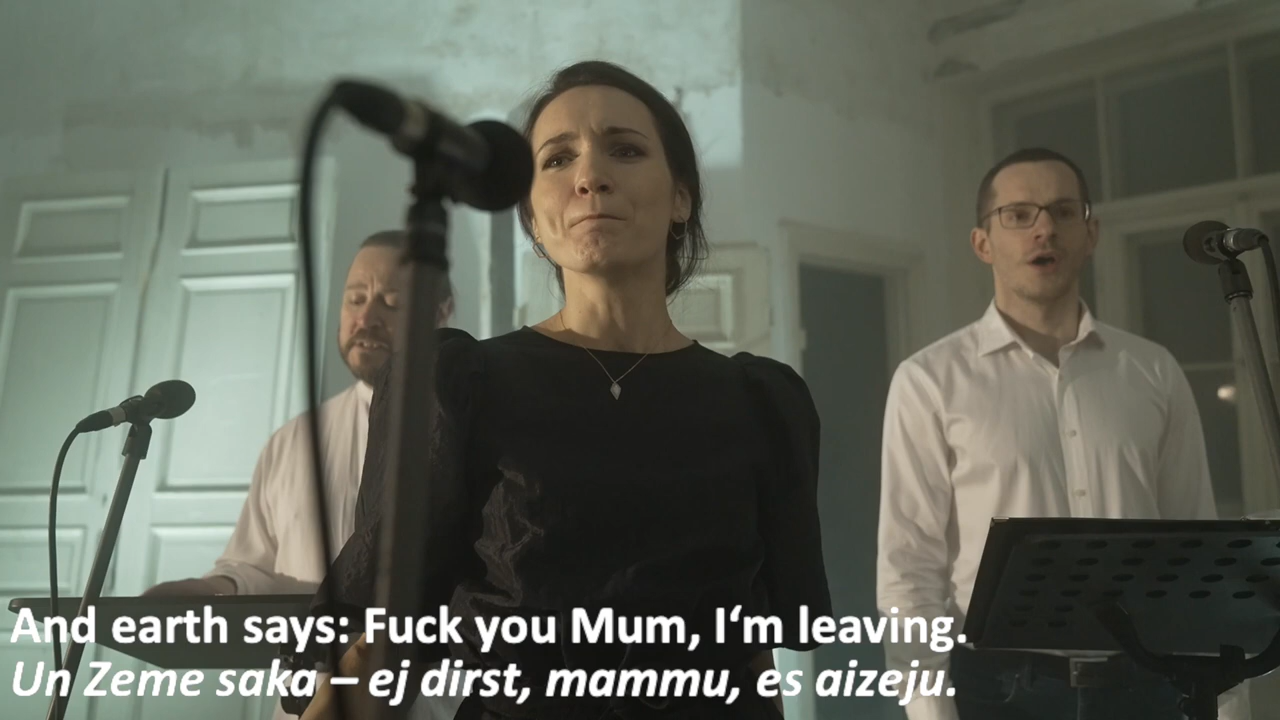 And earth says: Fuck you Mum, I‘m leaving.
Un Zeme saka – ej dirst, mammu, es aizeju.